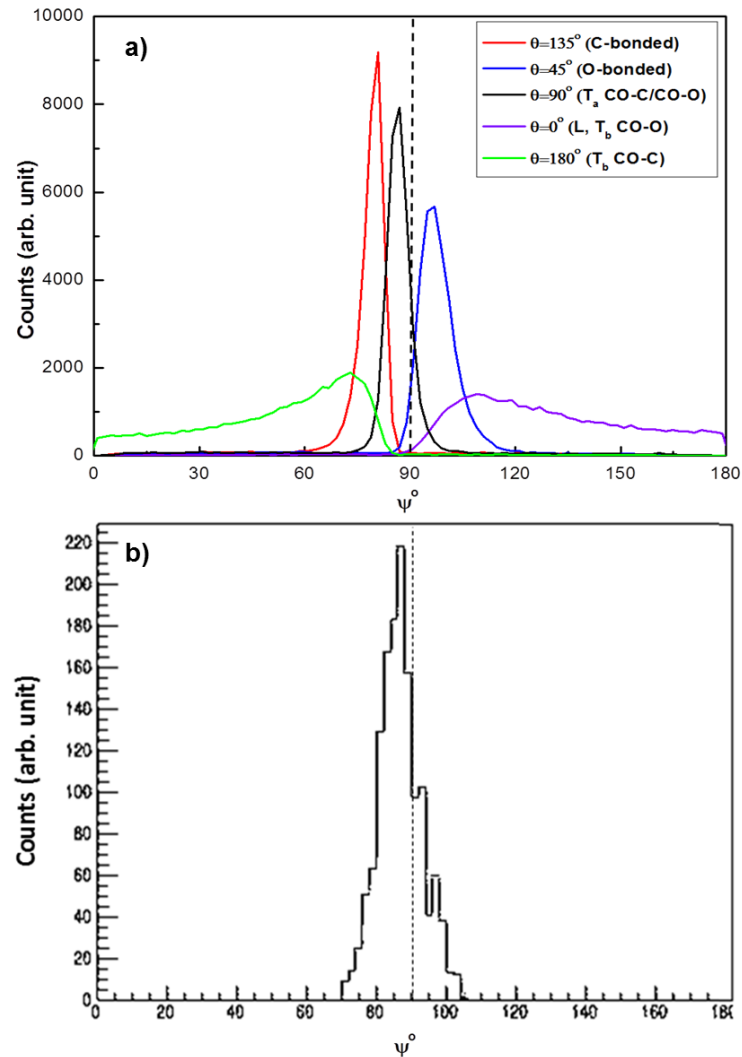 a)
θ=135° (C-bonded)
θ=45° (O-bonded)
θ=90° (Ta CO-C/CO-O)
θ=0° (L, Tb CO-O)
θ=180° (Tb CO-C)
Counts (arb. unit)
10000
8000
6000
4000
2000
0
0 30 60 90 120 150 180
ψ°
b)
Counts (arb. unit)
220
200
180
160
140
120
100
80
60
40
20
0
0 20 40 60 80 100 120 140 160 180
ψ°